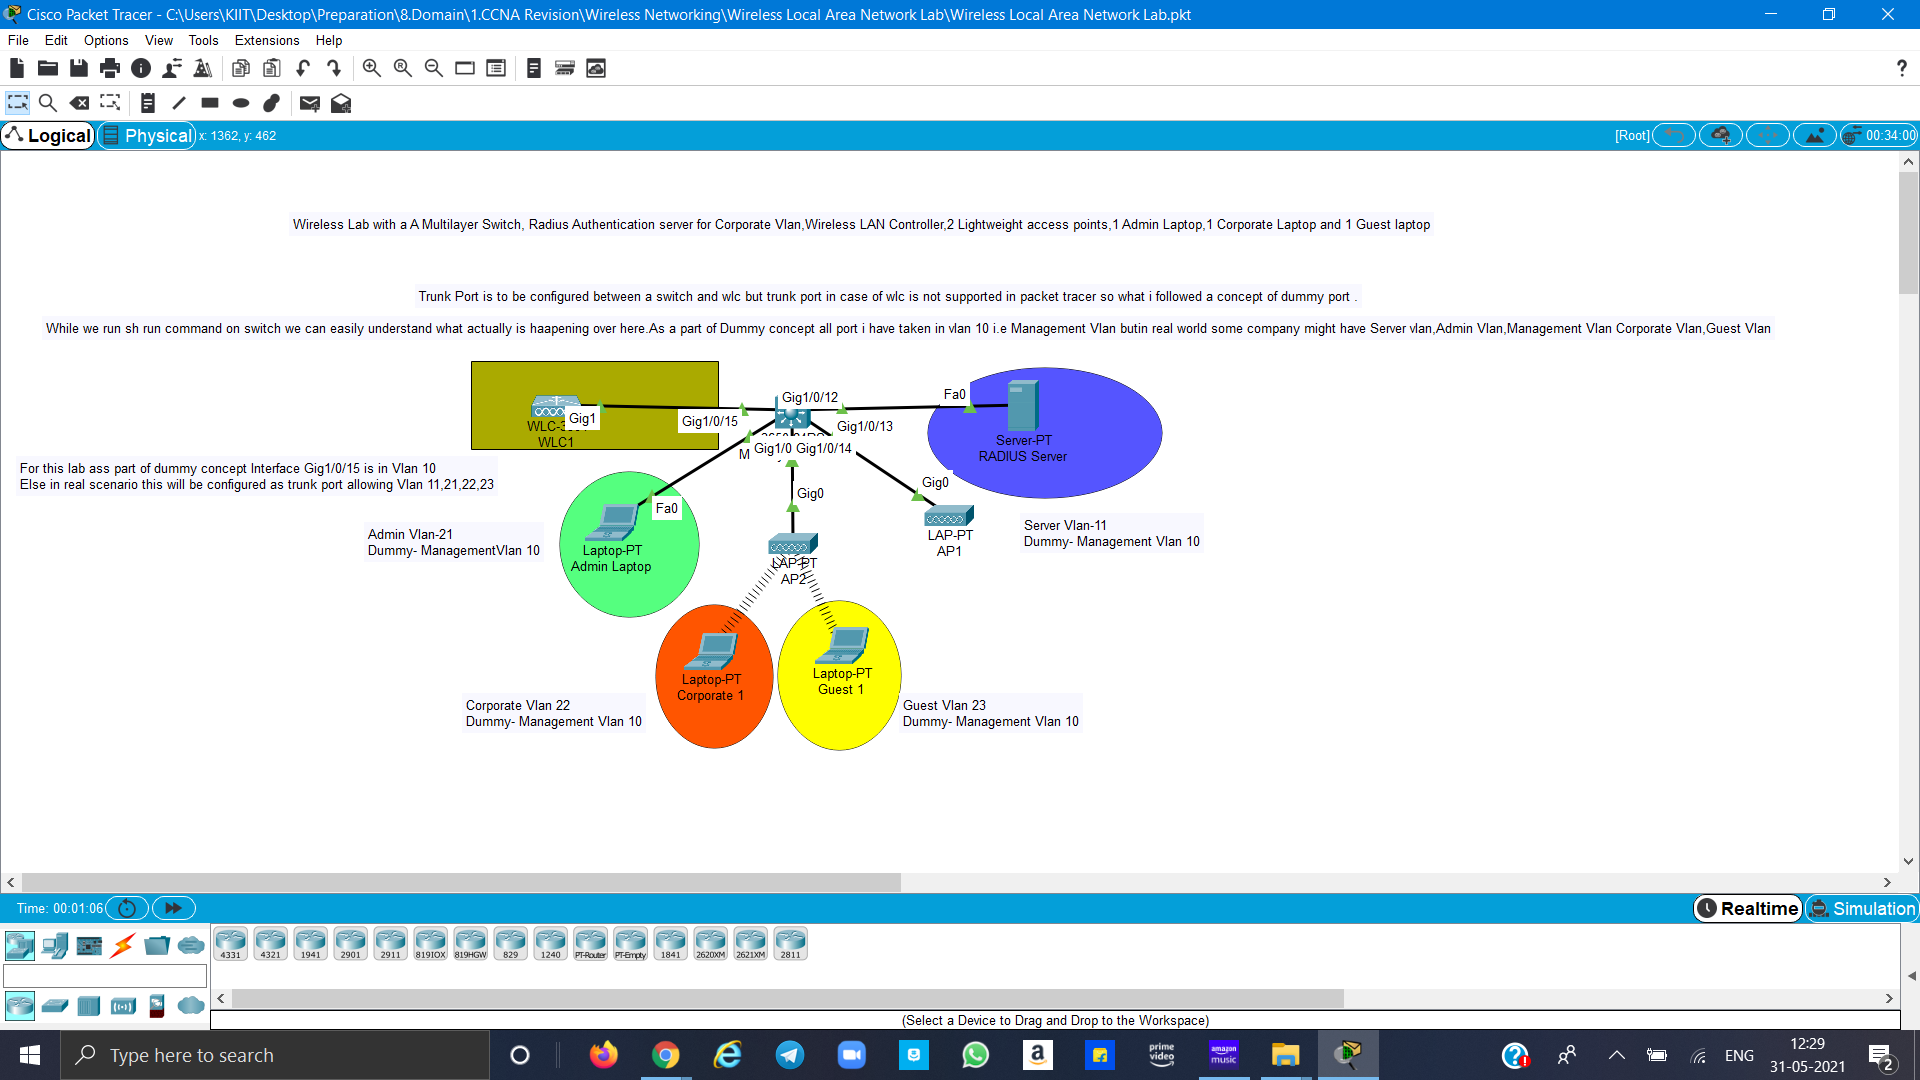 Cisco Packet Tracer - C:\Users\KIIT\Desktop\Preparation\8.Domain\1.CCNA Revision\Wireless Networking\Wireless Local Area Network Lab\Wireless Local Area Network Lab.pkt
File Edit Options View Tools Extensions Help
?
Logical Physical x: 1362, y: 462 [Root] 00:34:00
Wireless Lab with a A Multilayer Switch, Radius Authentication server for Corporate Vlan,Wireless LAN Controller,2 Lightweight access points,1 Admin Laptop,1 Corporate Laptop and 1 Guest laptop
Trunk Port is to be configured between a switch and wlc but trunk port in case of wlc is not supported in packet tracer so what i followed a concept of dummy port .
While we run sh run command on switch we can easily understand what actually is haapening over here.As a part of Dummy concept all port i have taken in vlan 10 i.e Management Vlan butin real world some company might have Server vlan,Admin Vlan,Management Vlan Corporate Vlan,Guest Vlan
Gig1/0/12
Fa0
Gig1
Gig1/0/15
Gig1/0/13
WLC1
Server-PT
RADIUS Server
M
Gig1/0
Gig1/0/14
For this lab ass part of dummy concept Interface Gig1/0/15 is in Vlan 10
Else in real scenario this will be configured as trunk port allowing Vlan 11,21,22,23
Gig0
Gig0
Fa0
Admin Vlan-21
Dummy- ManagementVlan 10
Laptop-PT
Admin Laptop
LAP-PT
AP2
LAP-PT
AP1
Server Vlan-11
Dummy- Management Vlan 10
Laptop-PT
Corporate 1
Laptop-PT
Guest 1
Corporate Vlan 22
Dummy- Management Vlan 10
Guest Vlan 23
Dummy- Management Vlan 10
Time: 00:01:06 Realtime Simulation
4331 4321 1941 2901 2911 819IOX 819HGW 829 1240 PT-Router PT-Empty 1841 2620XM 2621XM 2811
(Select a Device to Drag and Drop to the Workspace)
Type here to search
prime video
amazon music
ENG
12:29
31-05-2021
2